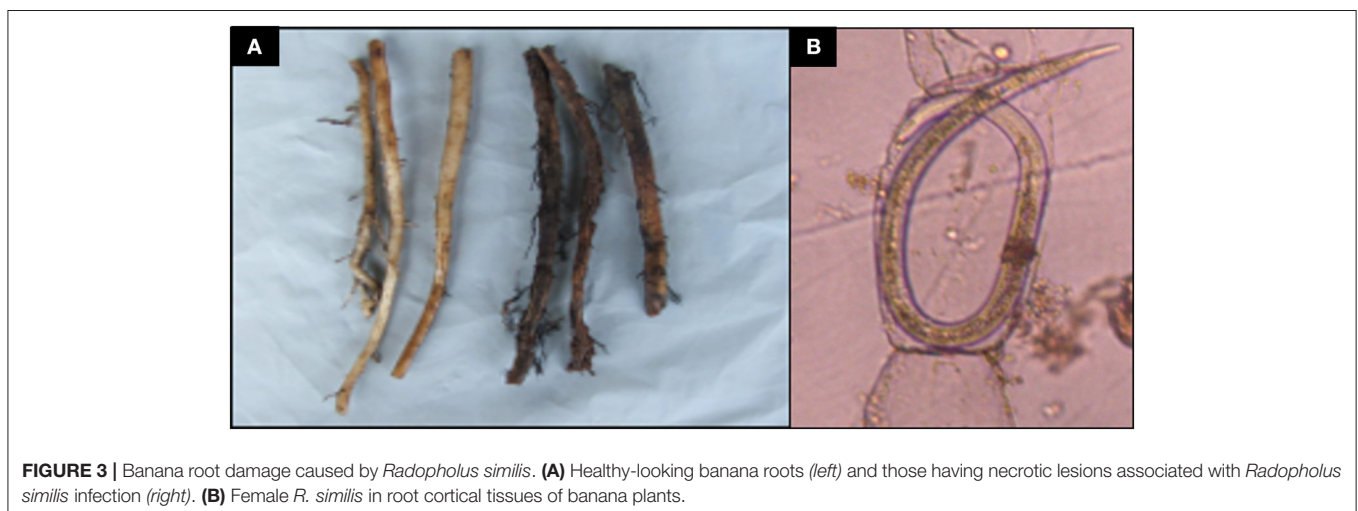 A
B
FIGURE 3 | Banana root damage caused by Radopholus similis. (A) Healthy-looking banana roots (left) and those having necrotic lesions associated with Radopholus
similis infection (right). (B) Female R. similis in root cortical tissues of banana plants.